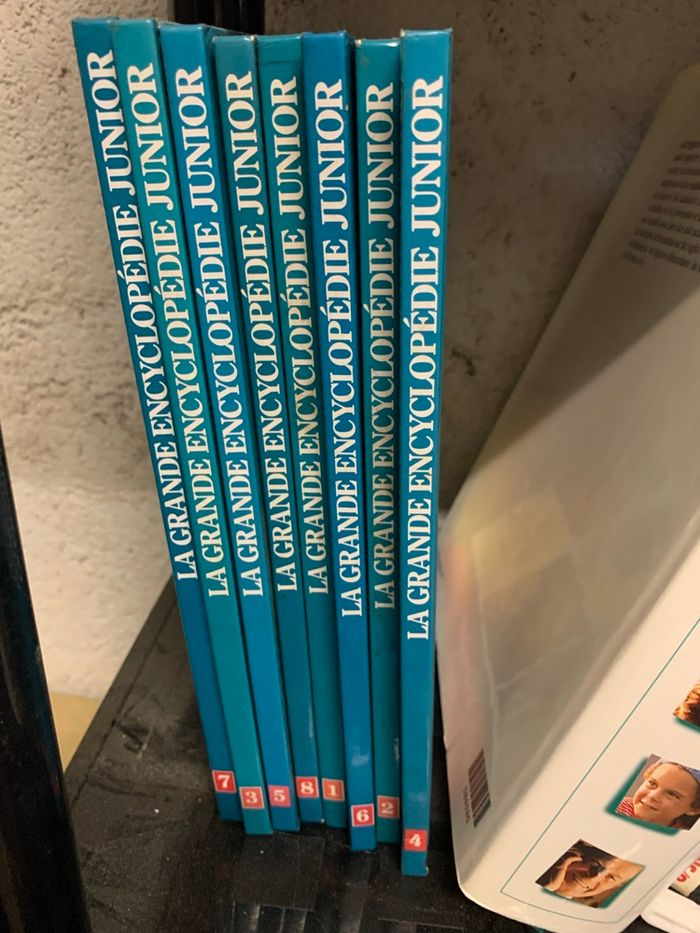 LA GRANDE ENCYCLOPÉDIE JUNIOR
7
LA GRANDE ENCYCLOPÉDIE JUNIOR
3
LA GRANDE ENCYCLOPÉDIE JUNIOR
5
LA GRANDE ENCYCLOPÉDIE JUNIOR
8
LA GRANDE ENCYCLOPÉDIE JUNIOR
1
LA GRANDE ENCYCLOPÉDIE JUNIOR
6
LA GRANDE ENCYCLOPÉDIE JUNIOR
2
LA GRANDE ENCYCLOPÉDIE JUNIOR
4